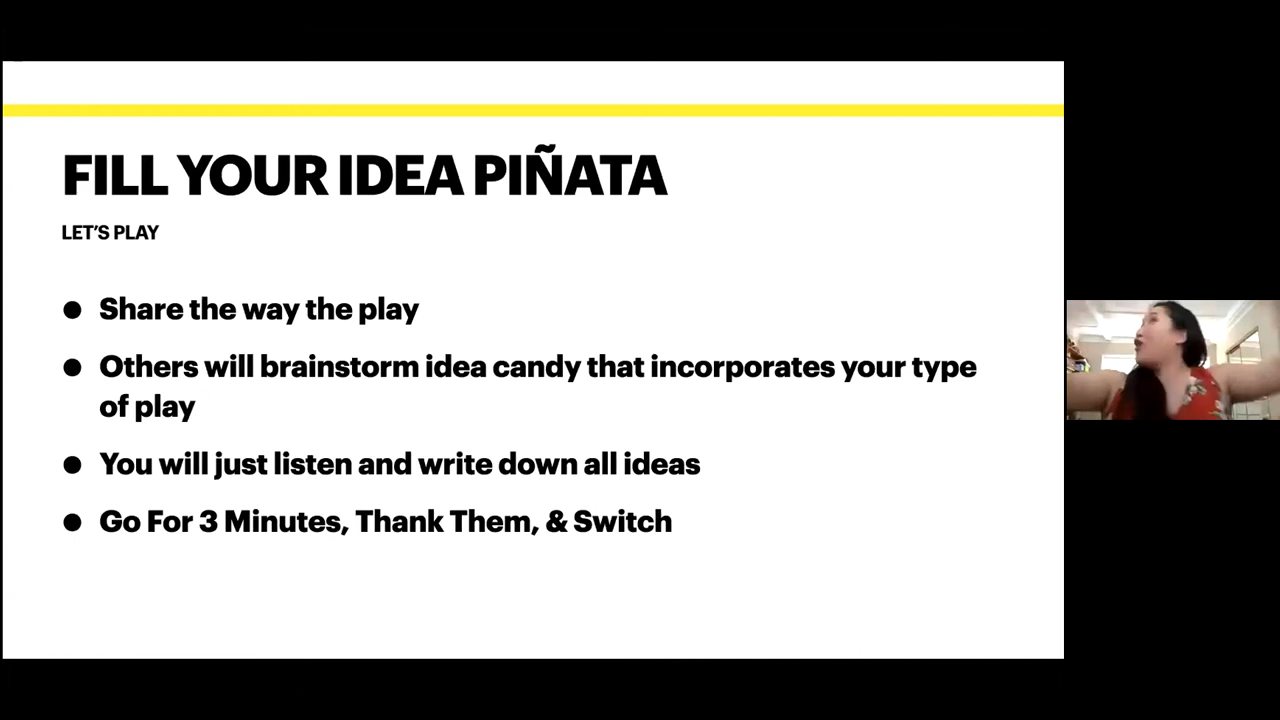 FILL YOUR IDEA PIÑATA
LET'S PLAY
● Share the way the play
● Others will brainstorm idea candy that incorporates your type
of play
● You will just listen and write down all ideas
● Go For 3 Minutes, Thank Them, & Switch